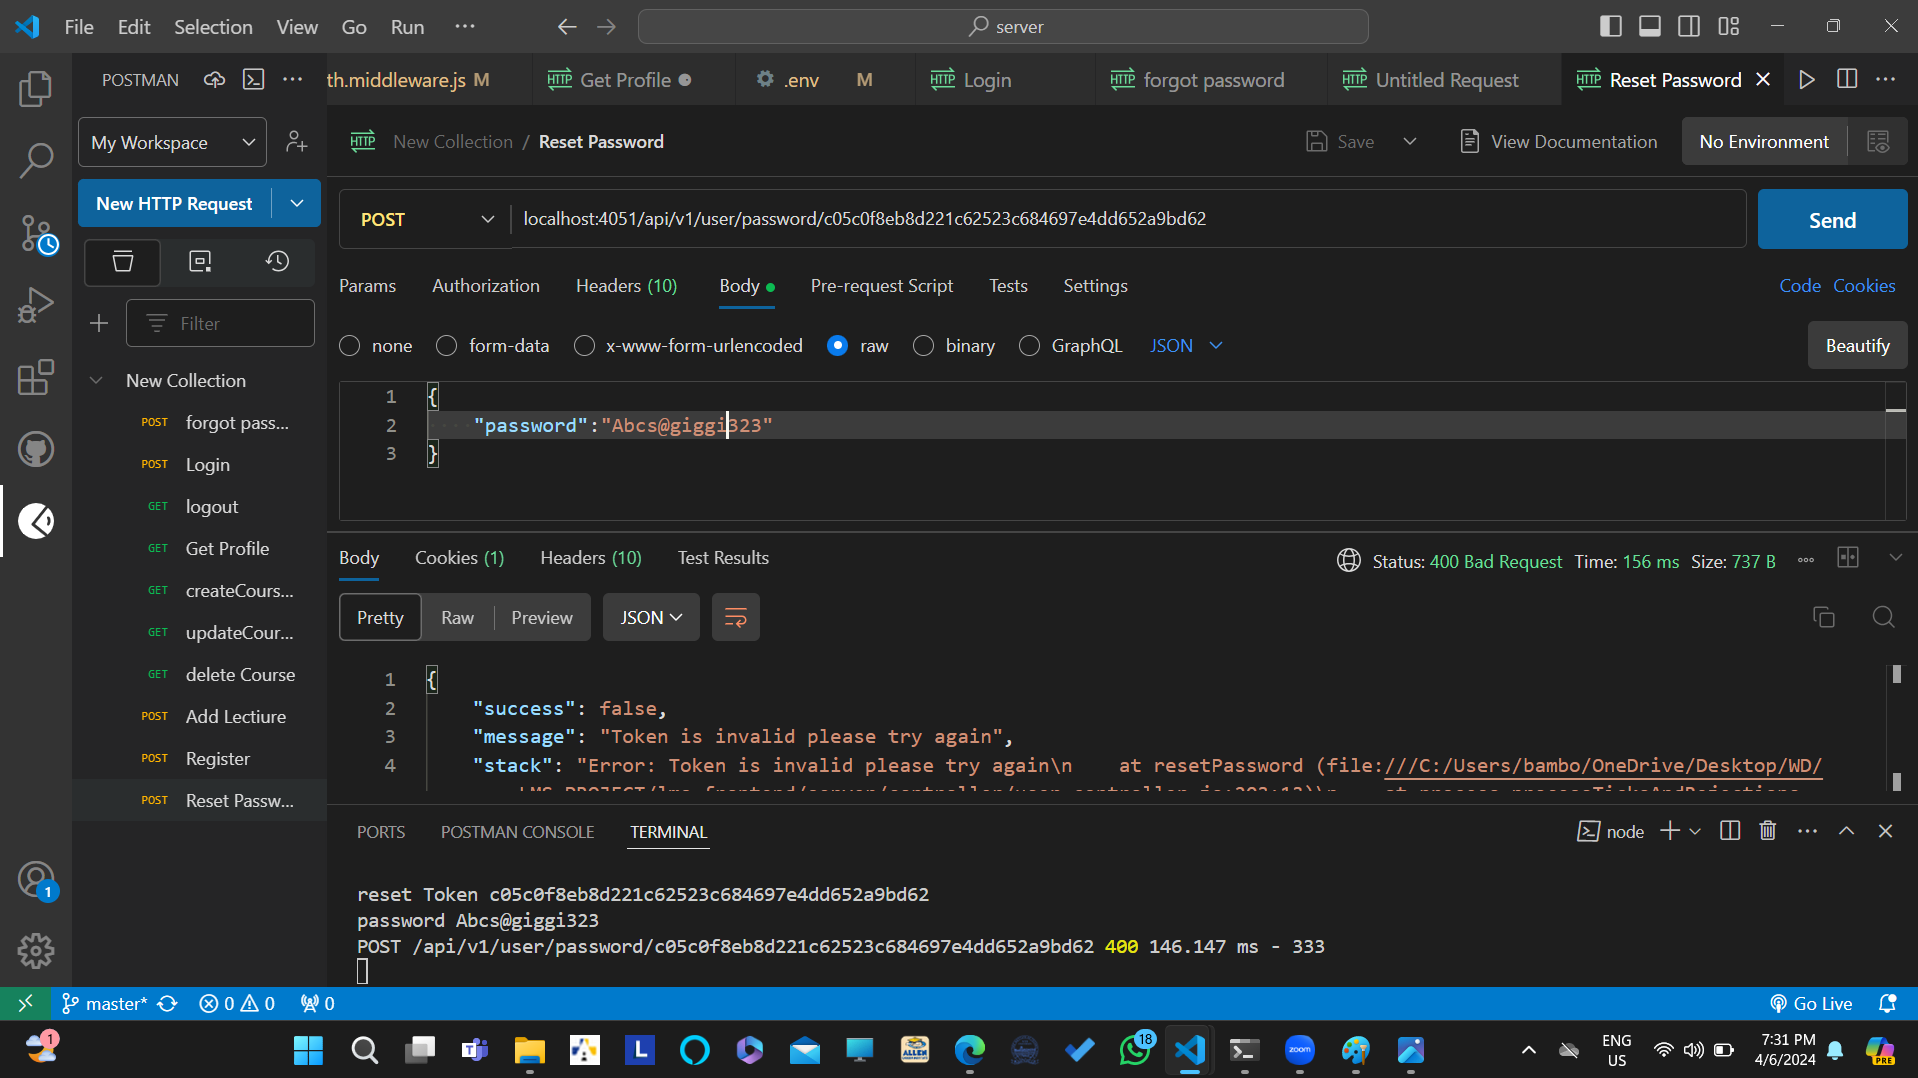 File Edit Selection View Go Run ··· server
POSTMAN ··· th.middleware.js M Get Profile .env M Login forgot password Untitled Request Reset Password ···
My Workspace
New Collection / Reset Password Save View Documentation No Environment
New HTTP Request
POST localhost:4051/api/v1/user/password/c05c0f8eb8d221c62523c684697e4dd652a9bd62 Send
Params Authorization Headers (10) Body Pre-request Script Tests Settings Code Cookies
Filter
none form-data x-www-form-urlencoded raw binary GraphQL JSON Beautify
New Collection
POST forgot pass...
POST Login
GET logout
GET Get Profile
GET createCours...
GET updateCour...
GET delete Course
POST Add Lectiure
POST Register
POST Reset Passw...
1 {
2 "password":"Abcs@giggi323"
3 }
Body Cookies (1) Headers (10) Test Results Status: 400 Bad Request Time: 156 ms Size: 737 B
Pretty Raw Preview JSON
1 {
2 "success": false,
3 "message": "Token is invalid please try again",
4 "stack": "Error: Token is invalid please try again\n    at resetPassword (file:///C:/Users/bambo/OneDrive/Desktop/WD/
PORTS POSTMAN CONSOLE TERMINAL node
reset Token c05c0f8eb8d221c62523c684697e4dd652a9bd62
password Abcs@giggi323
POST /api/v1/user/password/c05c0f8eb8d221c62523c684697e4dd652a9bd62 400 146.147 ms - 333
1
master* 0 0 0 Go Live
1 L ALLEN 18 zoom ENG
US
7:31 PM
4/6/2024
PRE